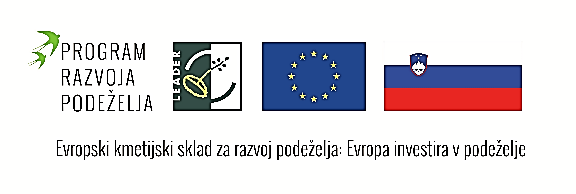 PROGRAM
RAZVOJA
PODEŽELJA
LEADER
Evropski kmetijski sklad za razvoj podeželja: Evropa investira v podeželje